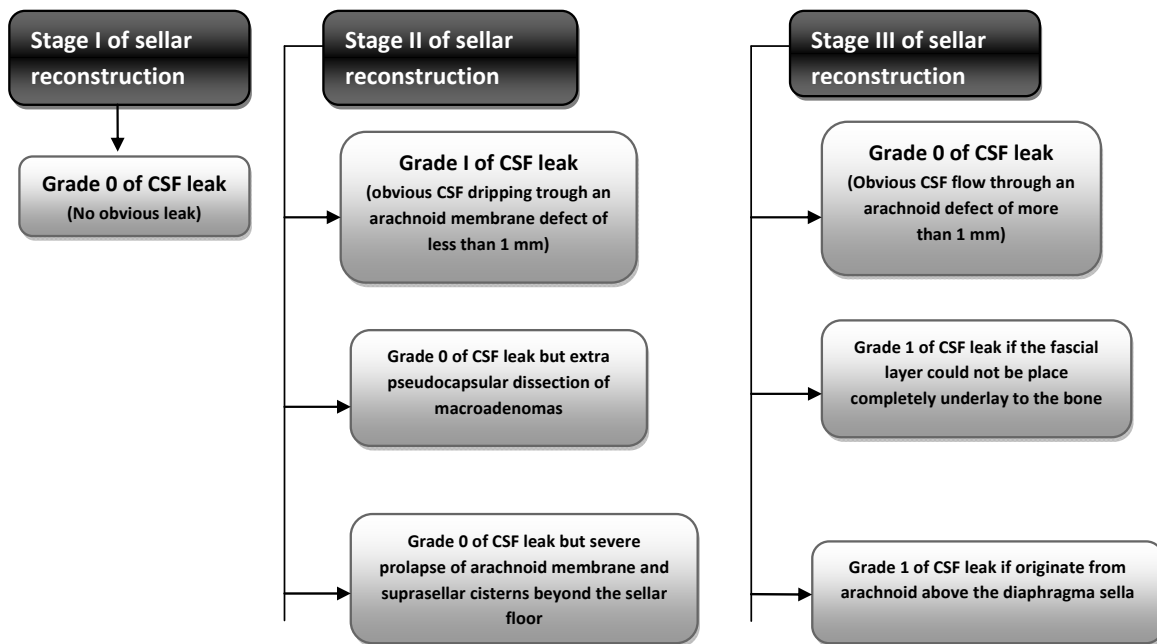 Stage I of sellar
reconstruction
Grade 0 of CSF leak
(No obvious leak)
Stage II of sellar
reconstruction
Grade I of CSF leak
(obvious CSF dripping trough an
arachnoid membrane defect of
less than 1 mm)
Grade 0 of CSF leak but extra
pseudocapsular dissection of
macroadenomas
Grade 0 of CSF leak but severe
prolapse of arachnoid membrane and
suprasellar cisterns beyond the sellar
floor
Stage III of sellar
reconstruction
Grade 0 of CSF leak
(Obvious CSF flow through an
arachnoid defect of more
than 1 mm)
Grade 1 of CSF leak if the fascial
layer could not be place
completely underlay to the bone
Grade 1 of CSF leak if originate from
arachnoid above the diaphragma sella